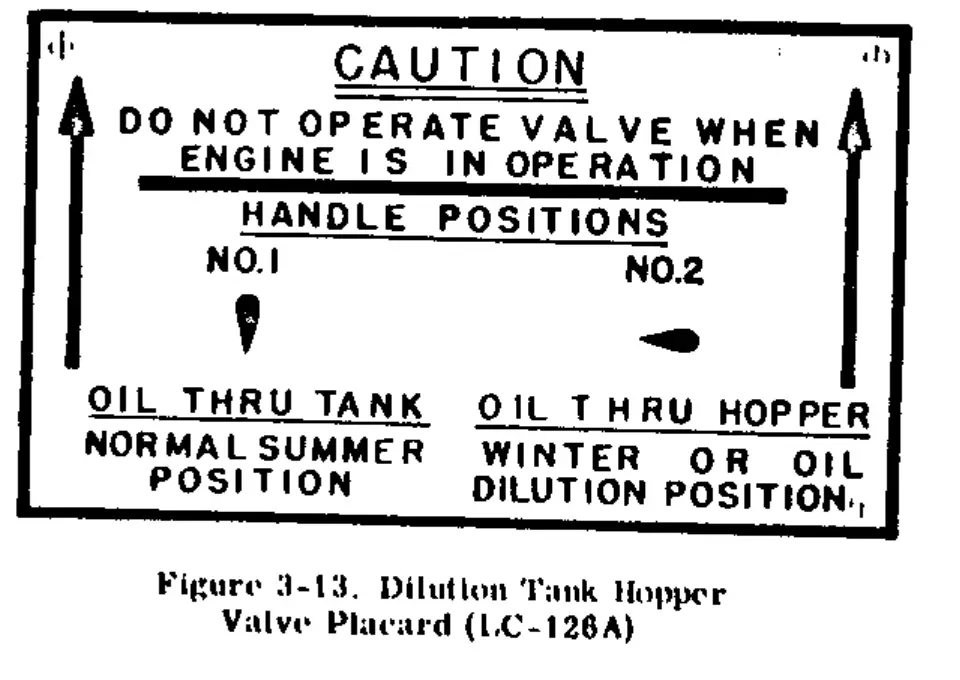 CAUTION
DO NOT OPERATE VALVE WHEN
ENGINE IS IN OPERATION
HANDLE POSITIONS
NO.1
NO.2
OIL THRU TANK
NORMAL SUMMER
POSITION
OIL THRU HOPPER
WINTER OR OIL
DILUTION POSITION
Figure 3-13. Dilution Tank Hopper
Valve Placard (LC-126A)